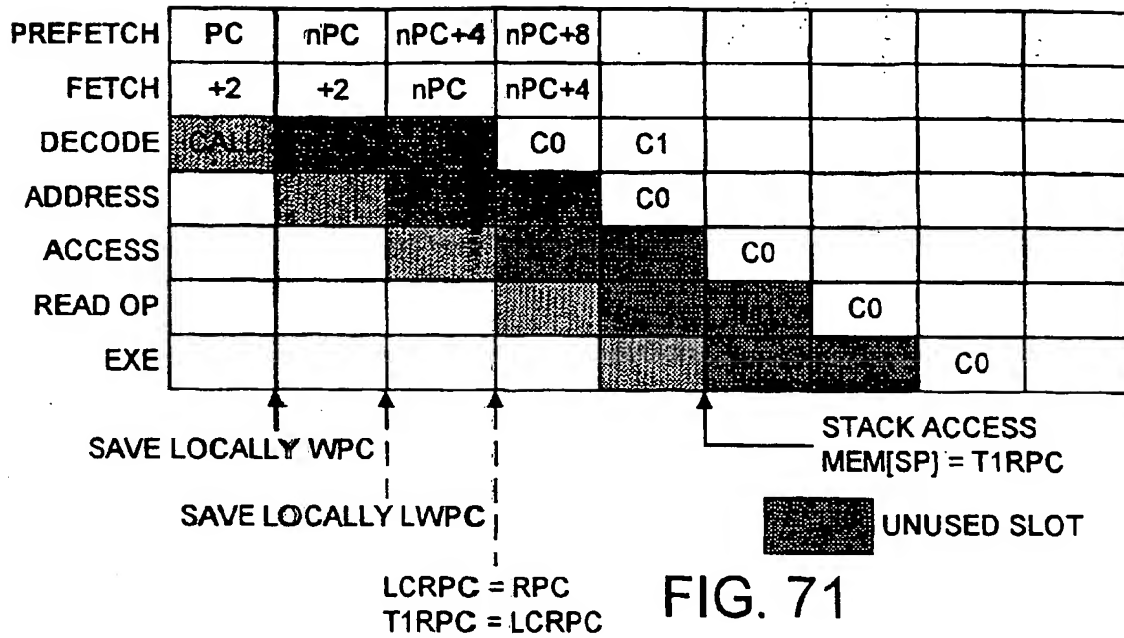 PREFETCH PC nPC nPC+4 nPC+8
FETCH +2 +2 nPC nPC+4
DECODE CALL C0 C1
ADDRESS C0
ACCESS C0
READ OP C0
EXE C0
SAVE LOCALLY WPC
STACK ACCESS
MEM[SP] = T1RPC
SAVE LOCALLY LWPC
UNUSED SLOT
LCRPC = RPC
T1RPC = LCRPC
FIG. 71